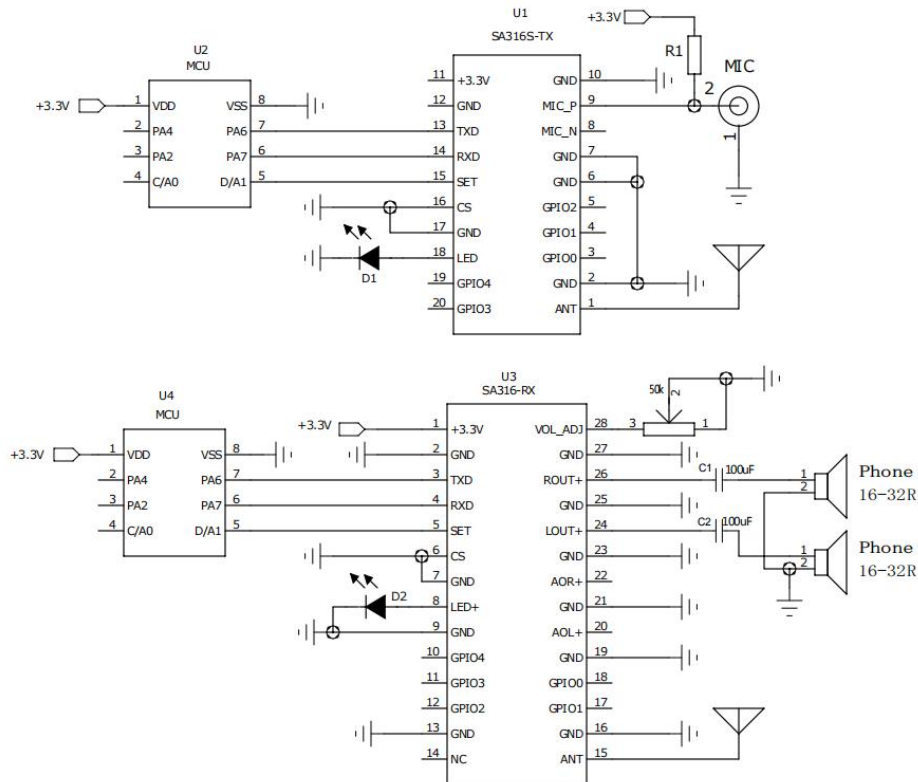 U1
SA316S-TX
+3.3V
R1
MIC
2
1
U2
MCU
+3.3V
1 VDD VSS 8
2 PA4 PA6 7
3 PA2 PA7 6
4 C/A0 D/A1 5
11 +3.3V GND 10
12 GND MIC_P 9
13 TXD MIC_N 8
14 RXD GND 7
15 SET GND 6
16 CS GPIO2 5
17 GND GPIO1 4
18 LED GPIO0 3
19 GPIO4 GND 2
20 GPIO3 ANT 1
D1
U3
SA316-RX
U4
MCU
+3.3V
1 VDD VSS 8
2 PA4 PA6 7
3 PA2 PA7 6
4 C/A0 D/A1 5
+3.3V
1 +3.3V VOL_ADJ 28
2 GND GND 27
3 TXD ROUT+ 26
4 RXD GND 25
5 SET LOUT+ 24
6 CS GND 23
7 GND AOR+ 22
8 LED+ GND 21
9 GND AOL+ 20
10 GPIO4 GND 19
11 GPIO3 GPIO0 18
12 GPIO2 GPIO1 17
13 GND GND 16
14 NC ANT 15
D2
50k
2
3 1
C1 100uF
C2 100uF
1
2
Phone
16-32R
1
2
Phone
16-32R